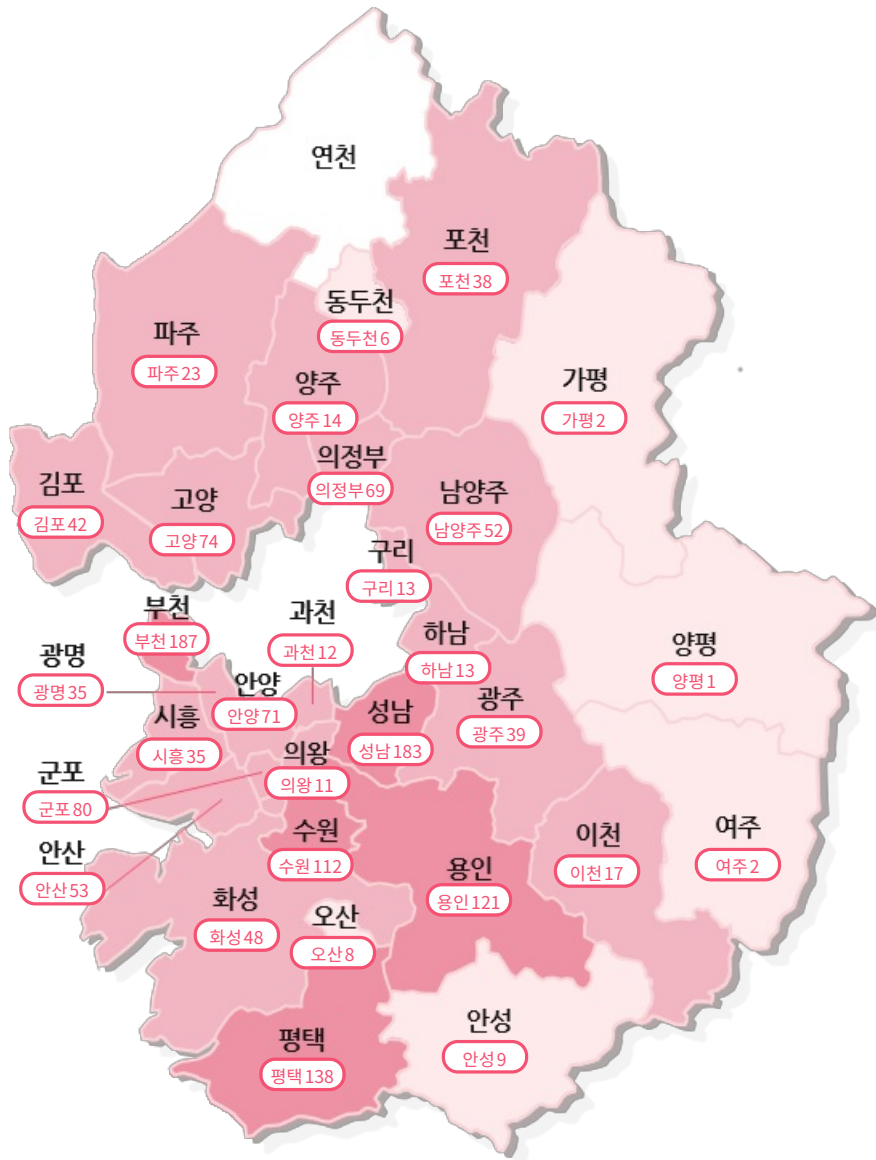 연천
포천
포천38
동두천
동두천6
파주
파주23
양주
양주14
가평
가평2
의정부
의정부69
김포
김포42
고양
고양74
남양주
남양주52
구리
구리13
부천
부천187
과천
과천12
하남
하남13
양평
양평1
광명
광명35
안양
안양71
시흥
시흥35
성남
성남183
광주
광주39
의왕
의왕11
군포
군포80
수원
수원112
이천
이천17
여주
여주2
안산
안산53
용인
용인121
화성
화성48
오산
오산8
안성
안성9
평택
평택138